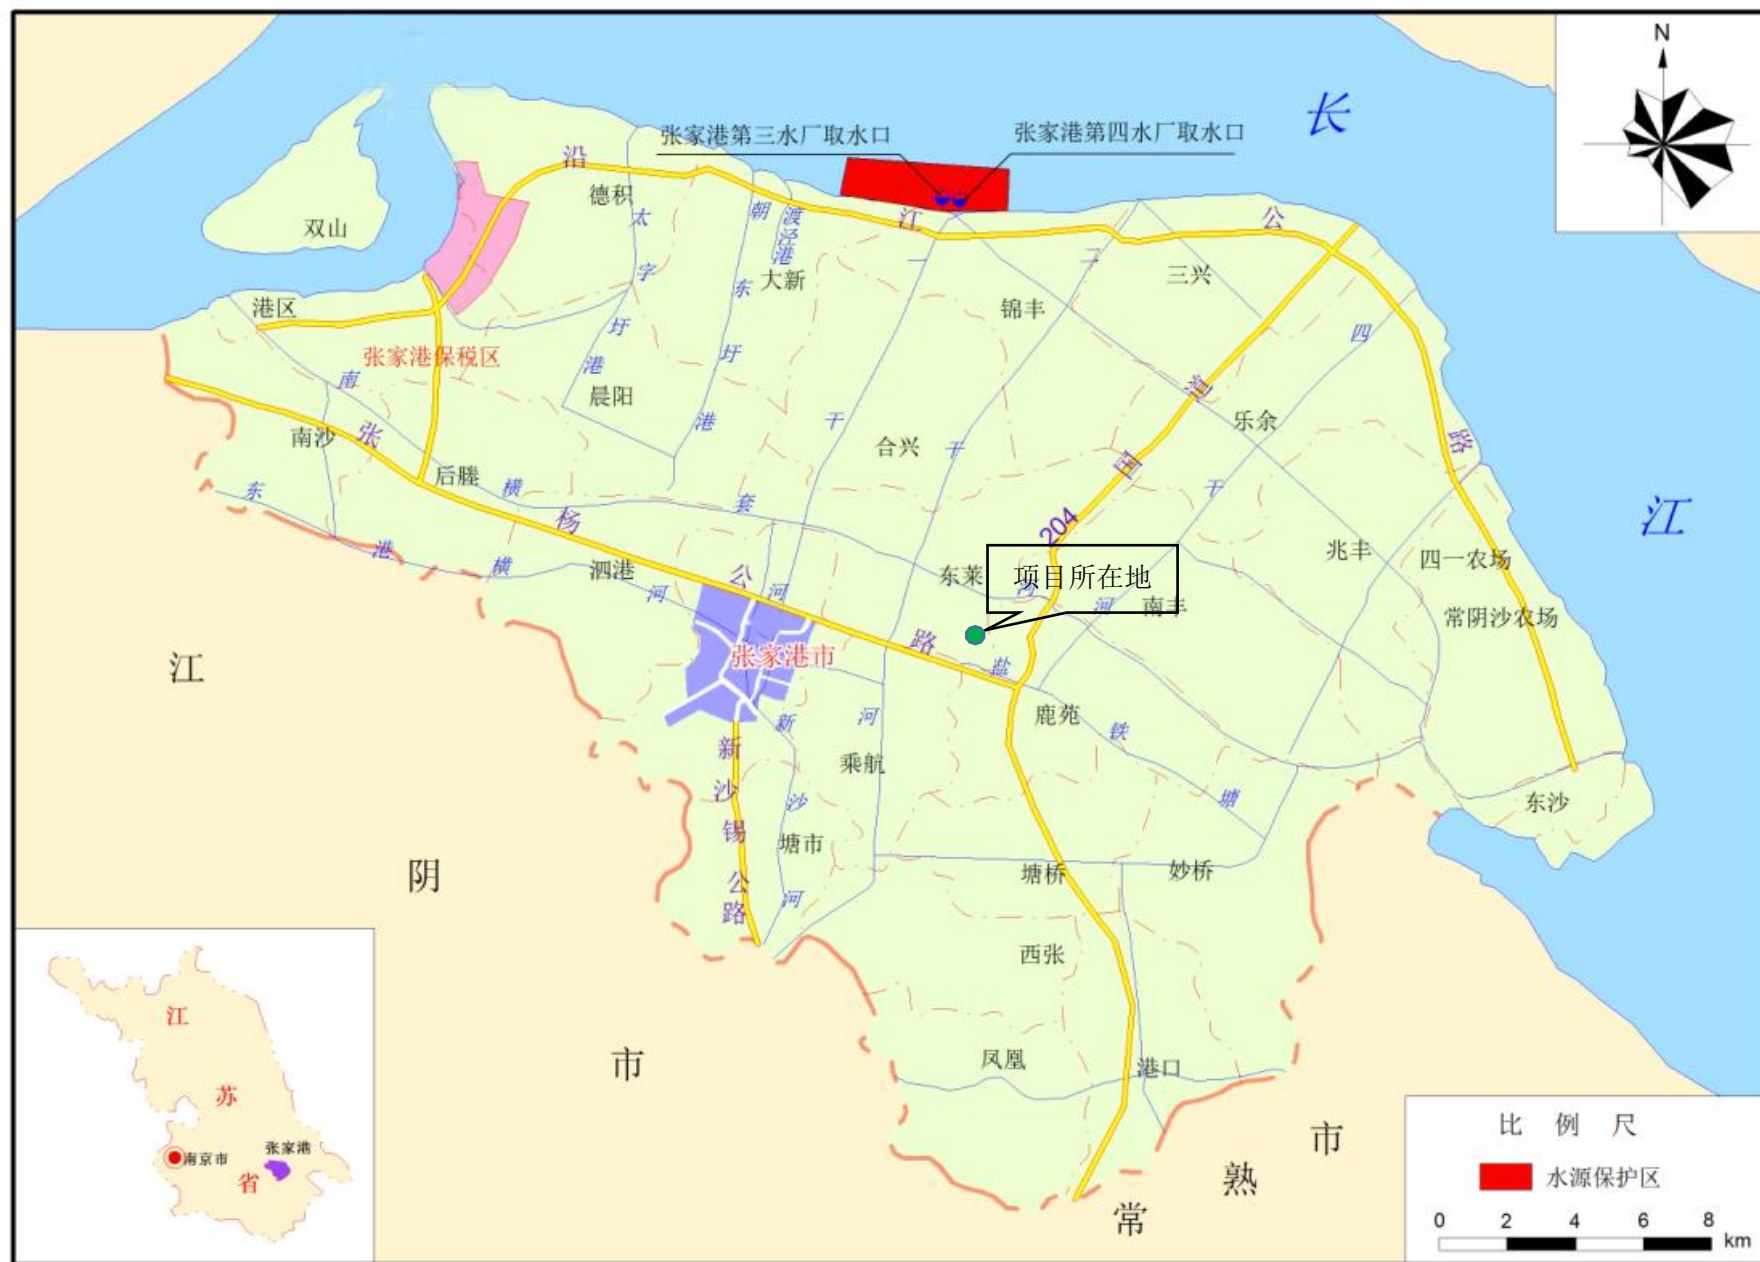 N
长
张家港第三水厂取水口
张家港第四水厂取水口
沿
江
公
路
德积
双山
太
字
圩
港
朝
东
圩
港
渡
泾
港
大新
一
干
河
二
干
河
三兴
锦丰
港区
张家港保税区
南
横
套
河
四
干
河
晨阳
道
国
204
乐余
南沙
张
杨
公
路
合兴
后塍
东
港
横
河
江
兆丰
四一农场
泗港
东莱
项目所在地
南丰
常阴沙农场
张家港市
盐
铁
塘
鹿苑
江
阴
市
新
沙
河
新
沙
锡
公
路
乘航
东沙
塘市
塘桥
妙桥
西张
凤凰
港口
常
熟
市
江
苏
省
南京市
张家港
比 例 尺
水源保护区
0 2 4 6 8
km